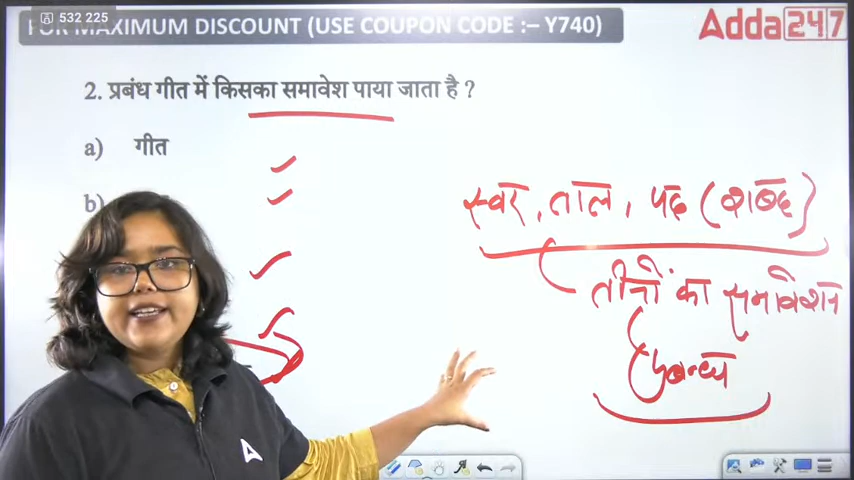 532 225
FOR MAXIMUM DISCOUNT (USE COUPON CODE :– Y740)
Adda247
2. प्रबंध गीत में किसका समावेश पाया जाता है ?
a) गीत
b)
स्वर, ताल, पद (शब्द)
तीनों का समावेशन
प्रबन्ध